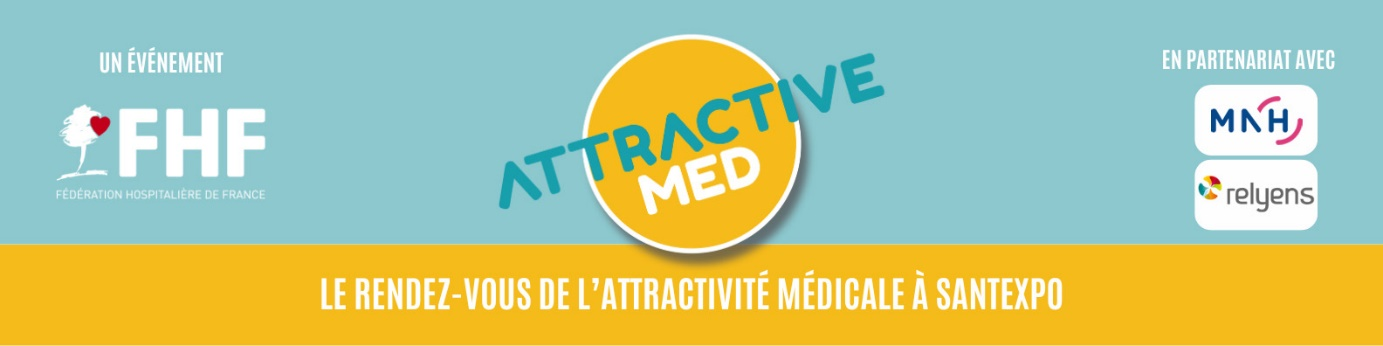 UN ÉVÉNEMENT
FHF
FÉDÉRATION HOSPITALIÈRE DE FRANCE
ATTRACTIVE
MED
EN PARTENARIAT AVEC
MNH
relyens
LE RENDEZ-VOUS DE L'ATTRACTIVITÉ MÉDICALE À SANTEXPO